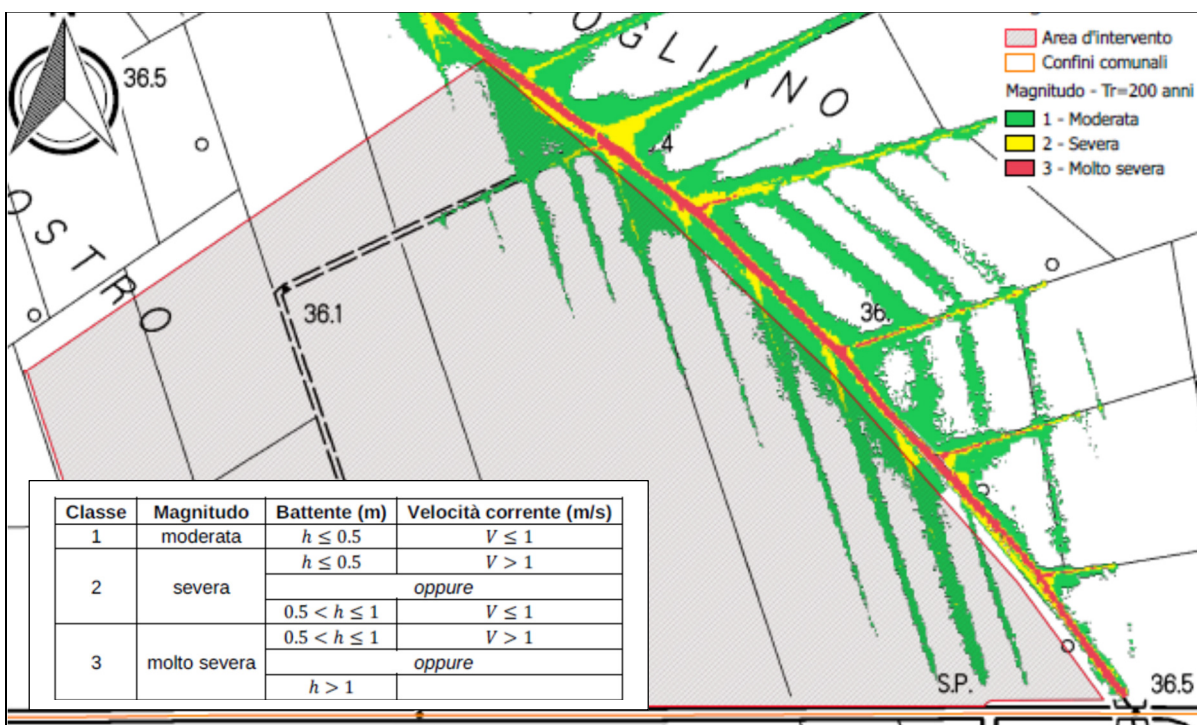 N
36.5
OGLIANO
Area d'intervento
Confini comunali
Magnitudo - Tr=200 anni
1 - Moderata
2 - Severa
3 - Molto severa
OSTRO
36.1
36.
S.P.
36.5
Classe Magnitudo Battente (m) Velocità corrente (m/s)
1 moderata h ≤ 0.5 V ≤ 1
2 severa h ≤ 0.5 V > 1
oppure
0.5 < h ≤ 1 V ≤ 1
3 molto severa 0.5 < h ≤ 1 V > 1
oppure
h > 1